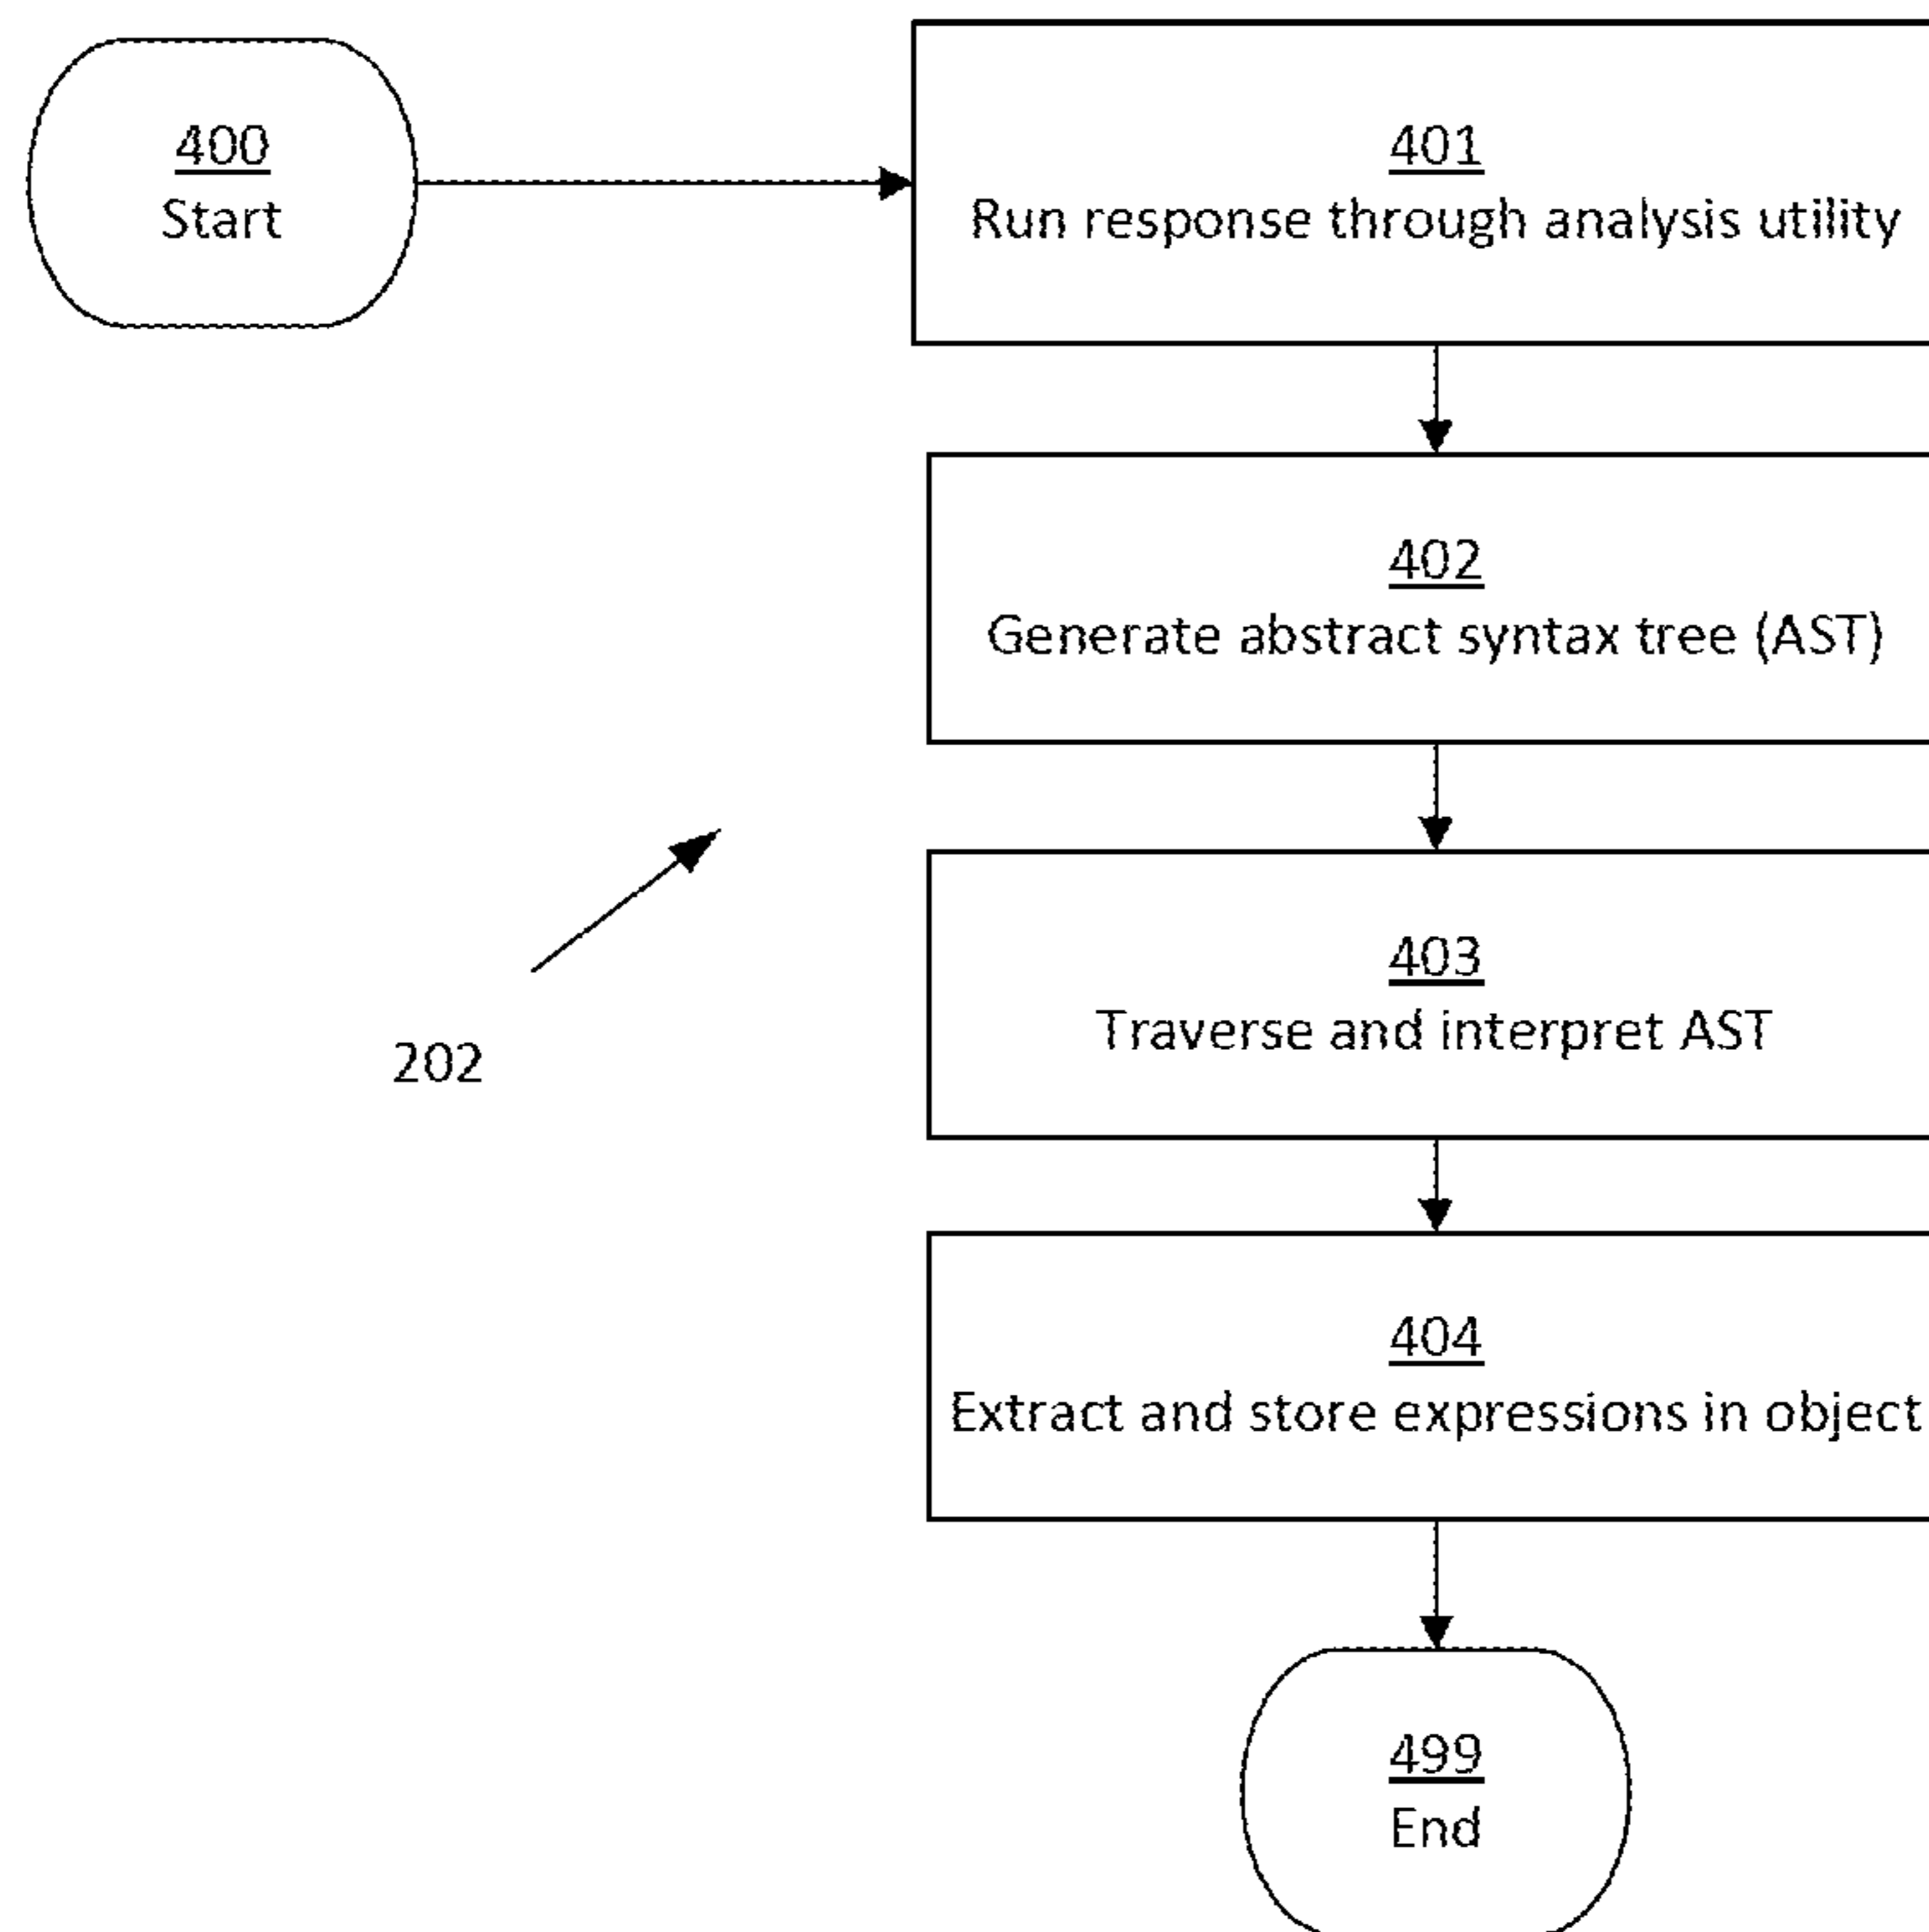 400
Start
401
Run response through analysis utility
402
Generate abstract syntax tree (AST)
403
Traverse and interpret AST
202
404
Extract and store expressions in object
499
End